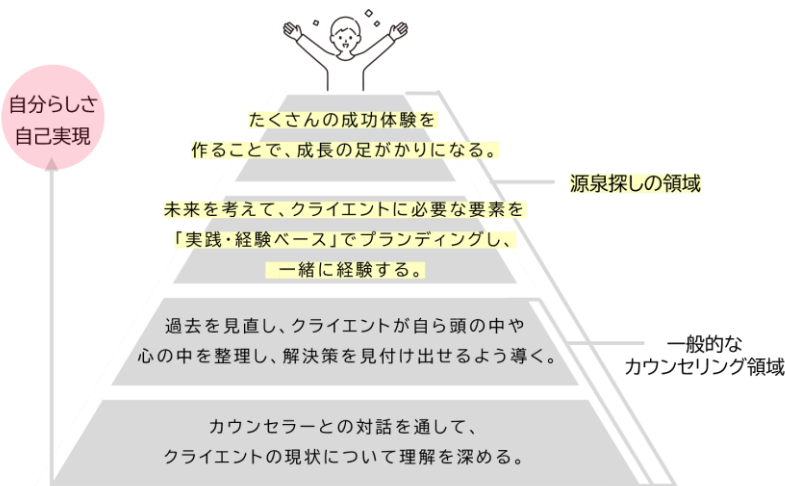 自分らしさ
自己実現
たくさんの成功体験を
作ることで、成長の足がかりになる。
源泉探しの領域
未来を考えて、クライエントに必要な要素を
「実践・経験ベース」でプランディングし、
一緒に経験する。
過去を見直し、クライエントが自ら頭の中や
心の中を整理し、解決策を見付け出せるよう導く。
一般的な
カウンセリング領域
カウンセラーとの対話を通して、
クライエントの現状について理解を深める。